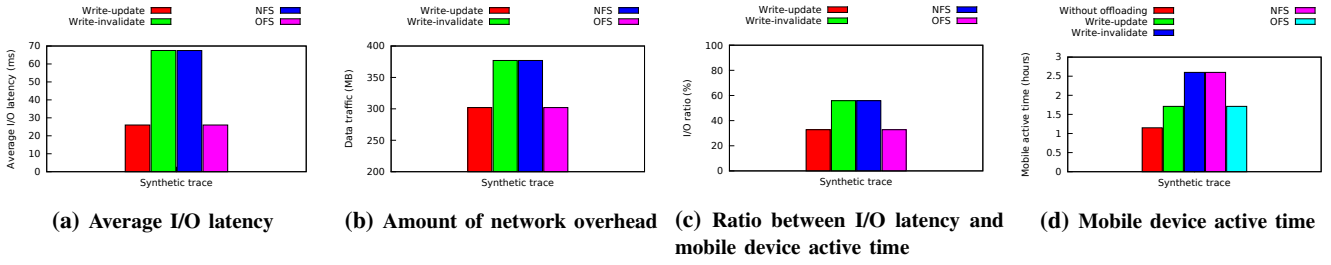 Write-update
Write-invalidate
NFS
OFS
70
60
50
40
30
20
10
0
Average I/O latency (ms)
Synthetic trace
(a) Average I/O latency
Write-update
Write-invalidate
NFS
OFS
400
350
300
250
200
Data traffic (MB)
Synthetic trace
(b) Amount of network overhead
Write-update
Write-invalidate
NFS
OFS
100
80
60
40
20
0
I/O ratio (%)
Synthetic trace
(c) Ratio between I/O latency and
mobile device active time
Without offloading
Write-update
Write-invalidate
NFS
OFS
3
2.5
2
1.5
1
0.5
0
Mobile active time (hours)
Synthetic trace
(d) Mobile device active time